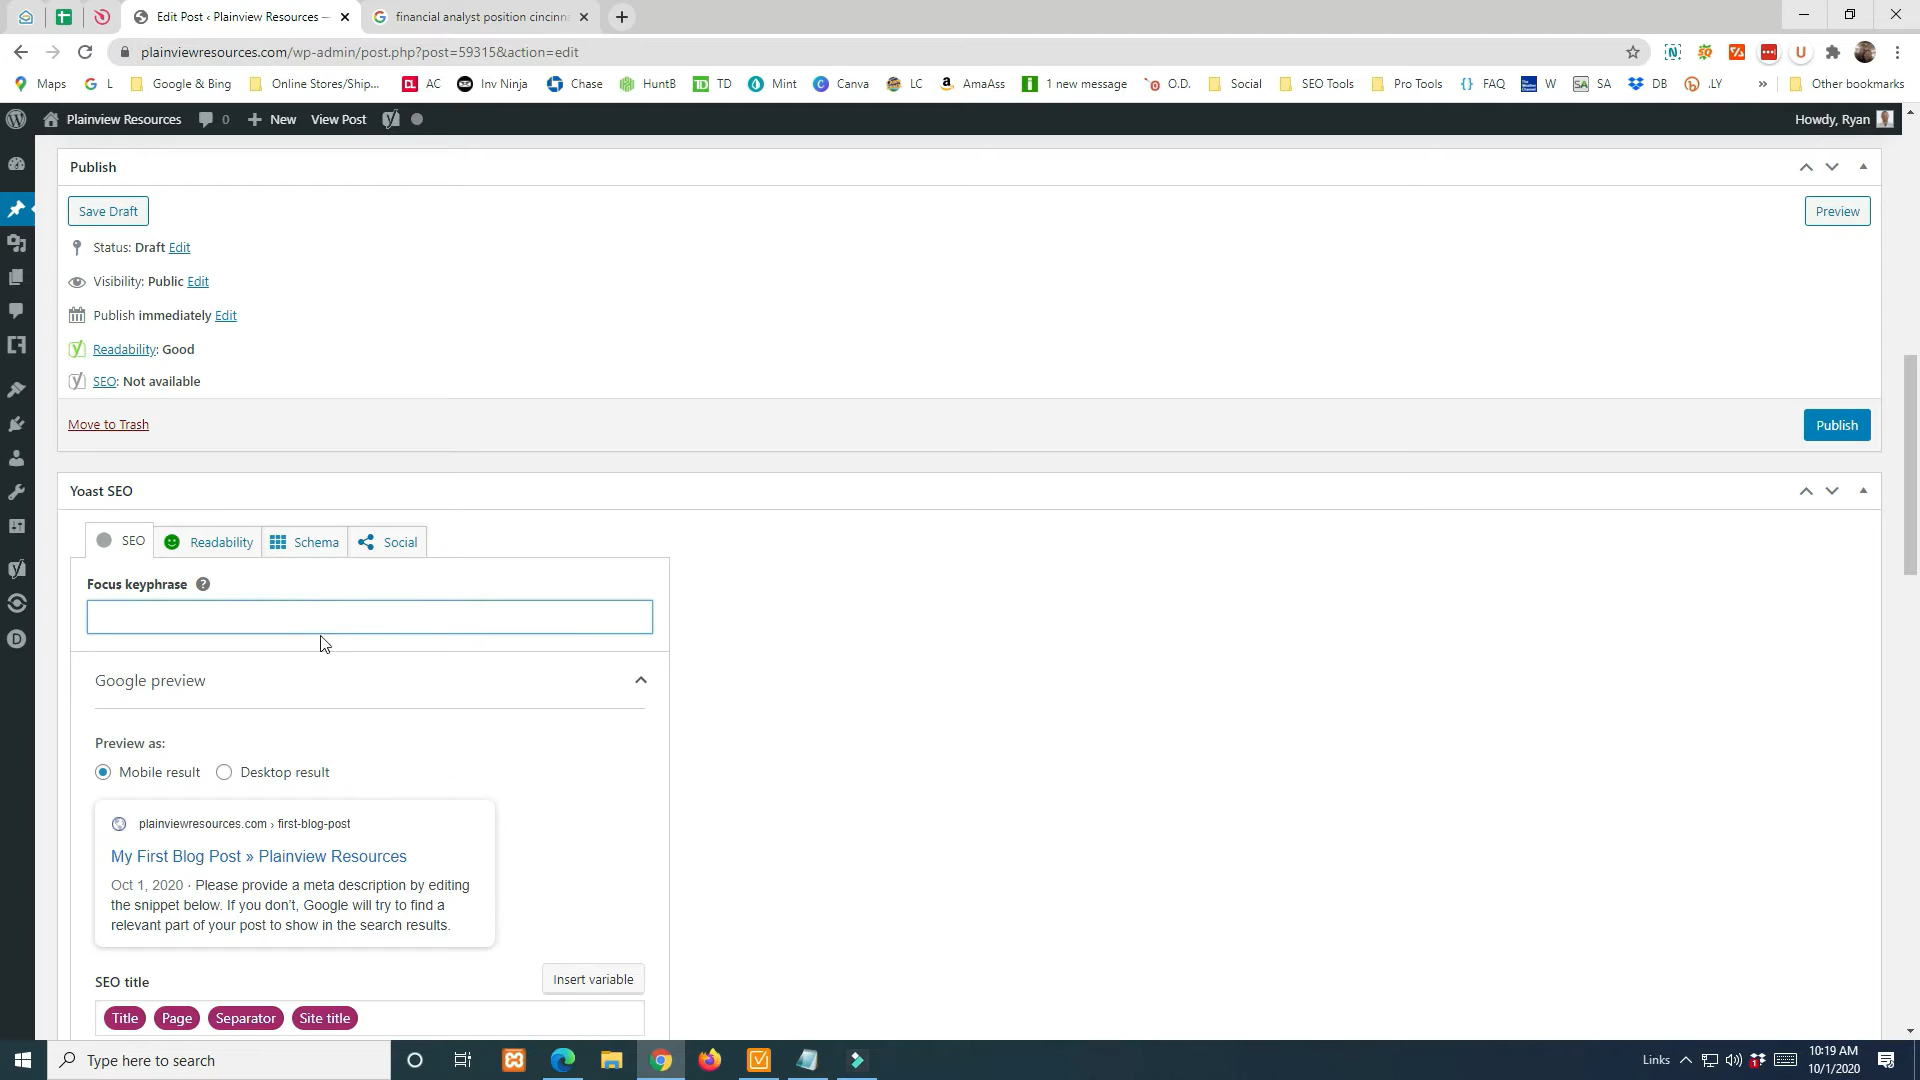 Edit Post ‹ Plainview Resources —
financial analyst position cincinn
plainviewresources.com/wp-admin/post.php?post=59315&action=edit
Maps
L
Google & Bing
Online Stores/Ship...
AC
Inv Ninja
Chase
HuntB
TD
Mint
Canva
LC
AmaAss
1 new message
O.D.
Social
SEO Tools
Pro Tools
FAQ
W
SA
DB
.LY
»
Other bookmarks
Plainview Resources
0
New
View Post
Howdy, Ryan
Publish
Save Draft
Preview
Status: Draft Edit
Visibility: Public Edit
Publish immediately Edit
Readability: Good
SEO: Not available
Move to Trash
Publish
Yoast SEO
SEO
Readability
Schema
Social
Focus keyphrase ?
Google preview
Preview as:
Mobile result
Desktop result
plainviewresources.com › first-blog-post
My First Blog Post » Plainview Resources
Oct 1, 2020 · Please provide a meta description by editing
the snippet below. If you don't, Google will try to find a
relevant part of your post to show in the search results.
SEO title
Insert variable
Title
Page
Separator
Site title
Type here to search
Links
10:19 AM
10/1/2020